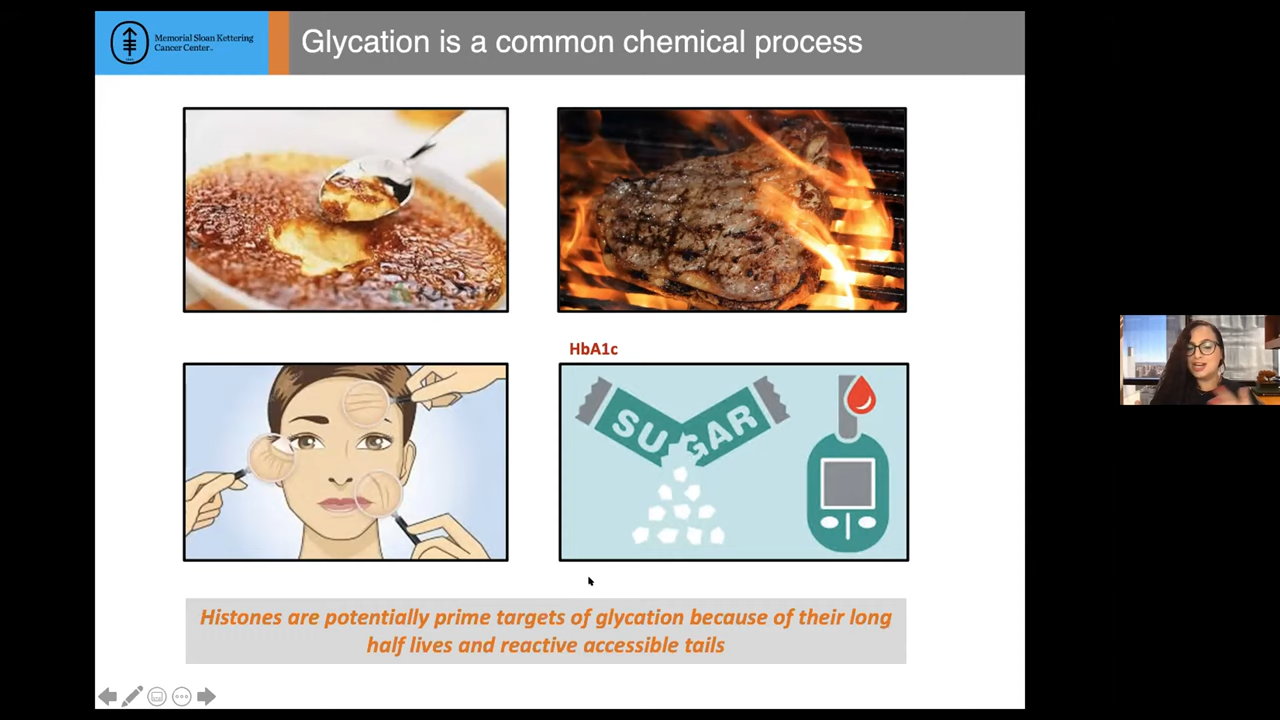 Memorial Sloan Kettering
Cancer Center
Glycation is a common chemical process
HbA1c
SUGAR
Histones are potentially prime targets of glycation because of their long
half lives and reactive accessible tails